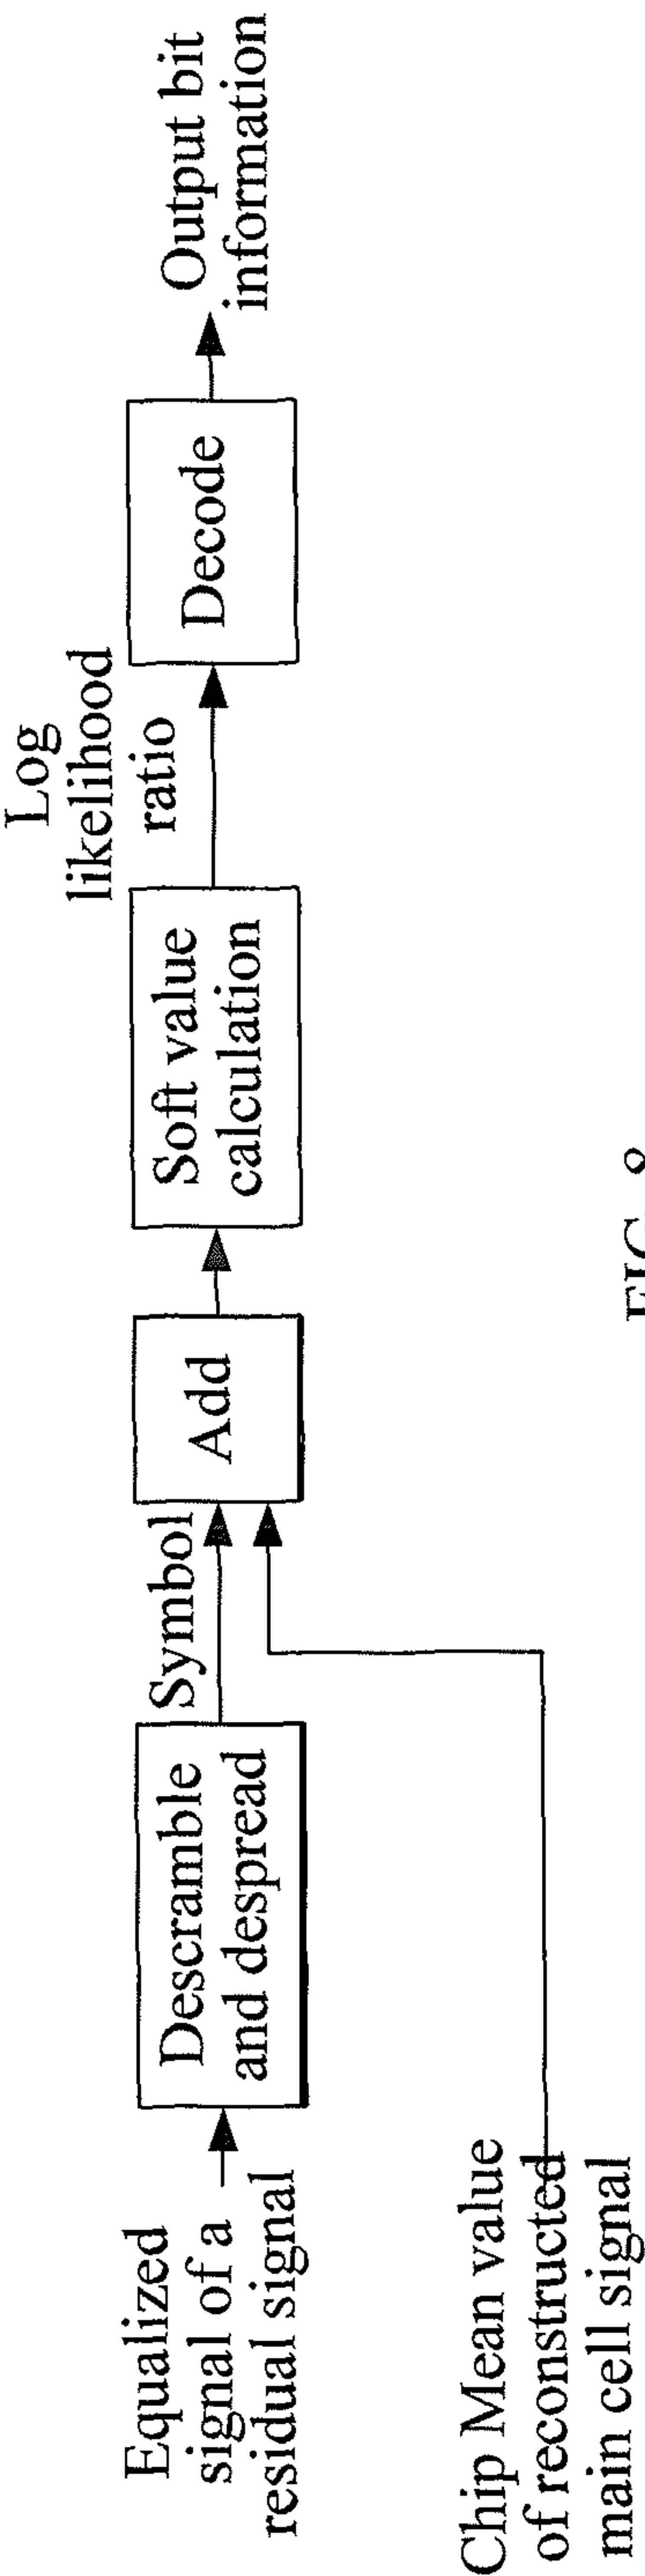 Equalized
signal of a
residual signal
Descramble
and despread
Symbol
Chip Mean value
of reconstructed
main cell signal
Add
Soft value
calculation
Log
likelihood
ratio
Decode
Output bit
information